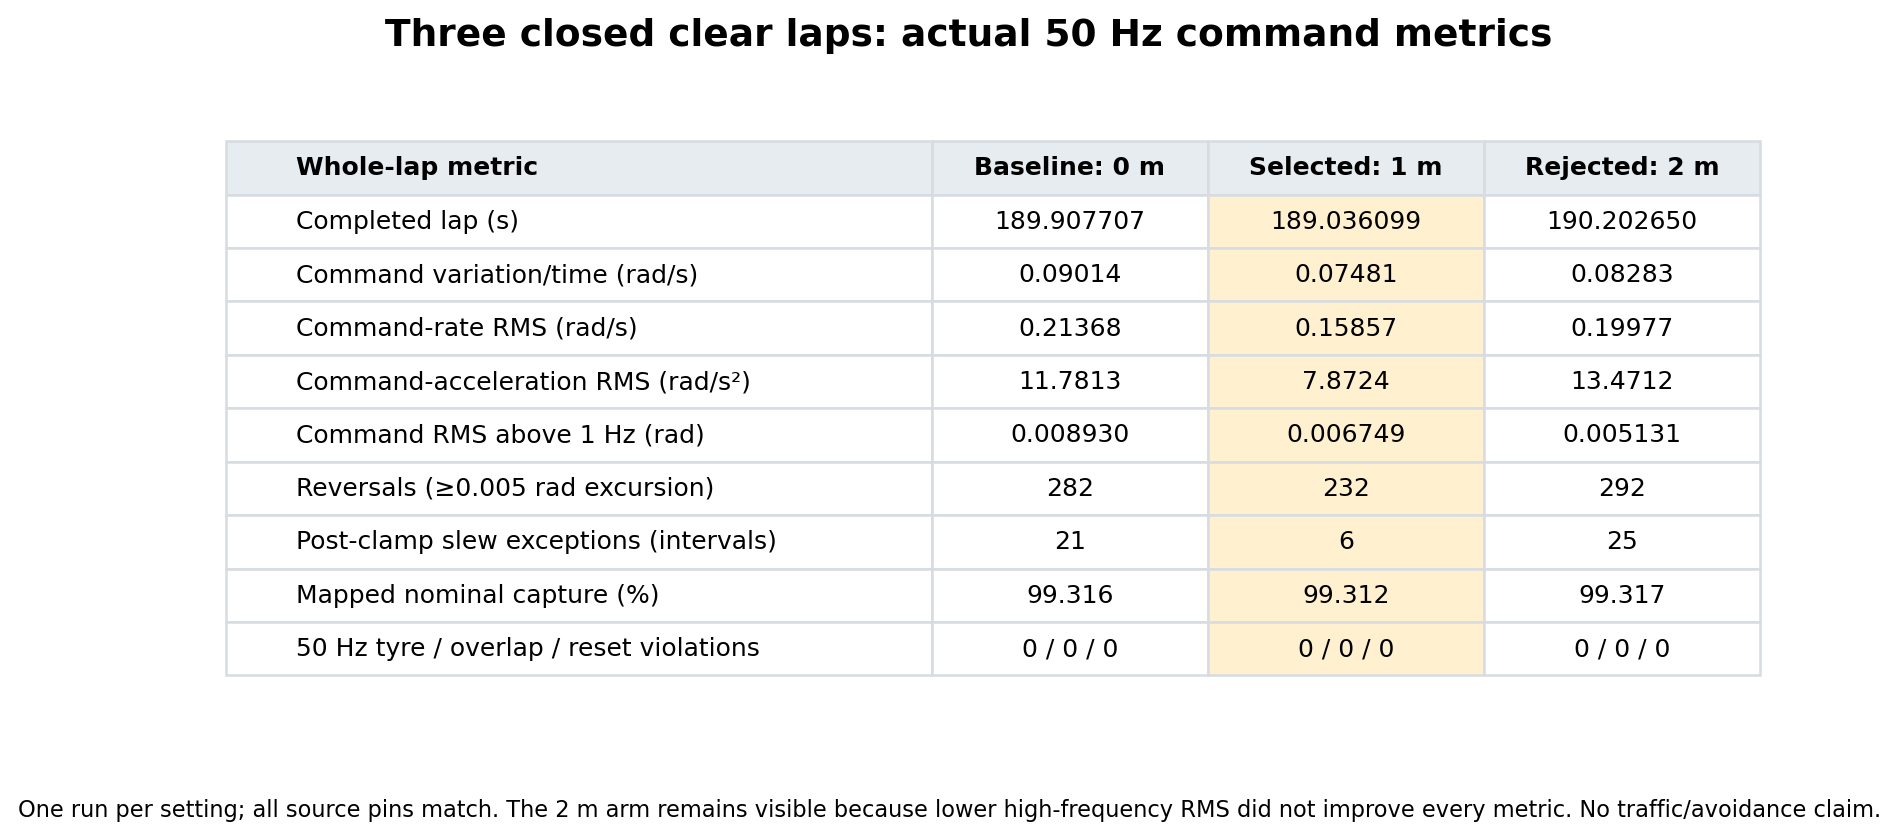 Three closed clear laps: actual 50 Hz command metrics
Whole-lap metric Baseline: 0 m Selected: 1 m Rejected: 2 m
Completed lap (s) 189.907707 189.036099 190.202650
Command variation/time (rad/s) 0.09014 0.07481 0.08283
Command-rate RMS (rad/s) 0.21368 0.15857 0.19977
Command-acceleration RMS (rad/s²) 11.7813 7.8724 13.4712
Command RMS above 1 Hz (rad) 0.008930 0.006749 0.005131
Reversals (≥0.005 rad excursion) 282 232 292
Post-clamp slew exceptions (intervals) 21 6 25
Mapped nominal capture (%) 99.316 99.312 99.317
50 Hz tyre / overlap / reset violations 0 / 0 / 0 0 / 0 / 0 0 / 0 / 0
One run per setting; all source pins match. The 2 m arm remains visible because lower high-frequency RMS did not improve every metric. No traffic/avoidance claim.